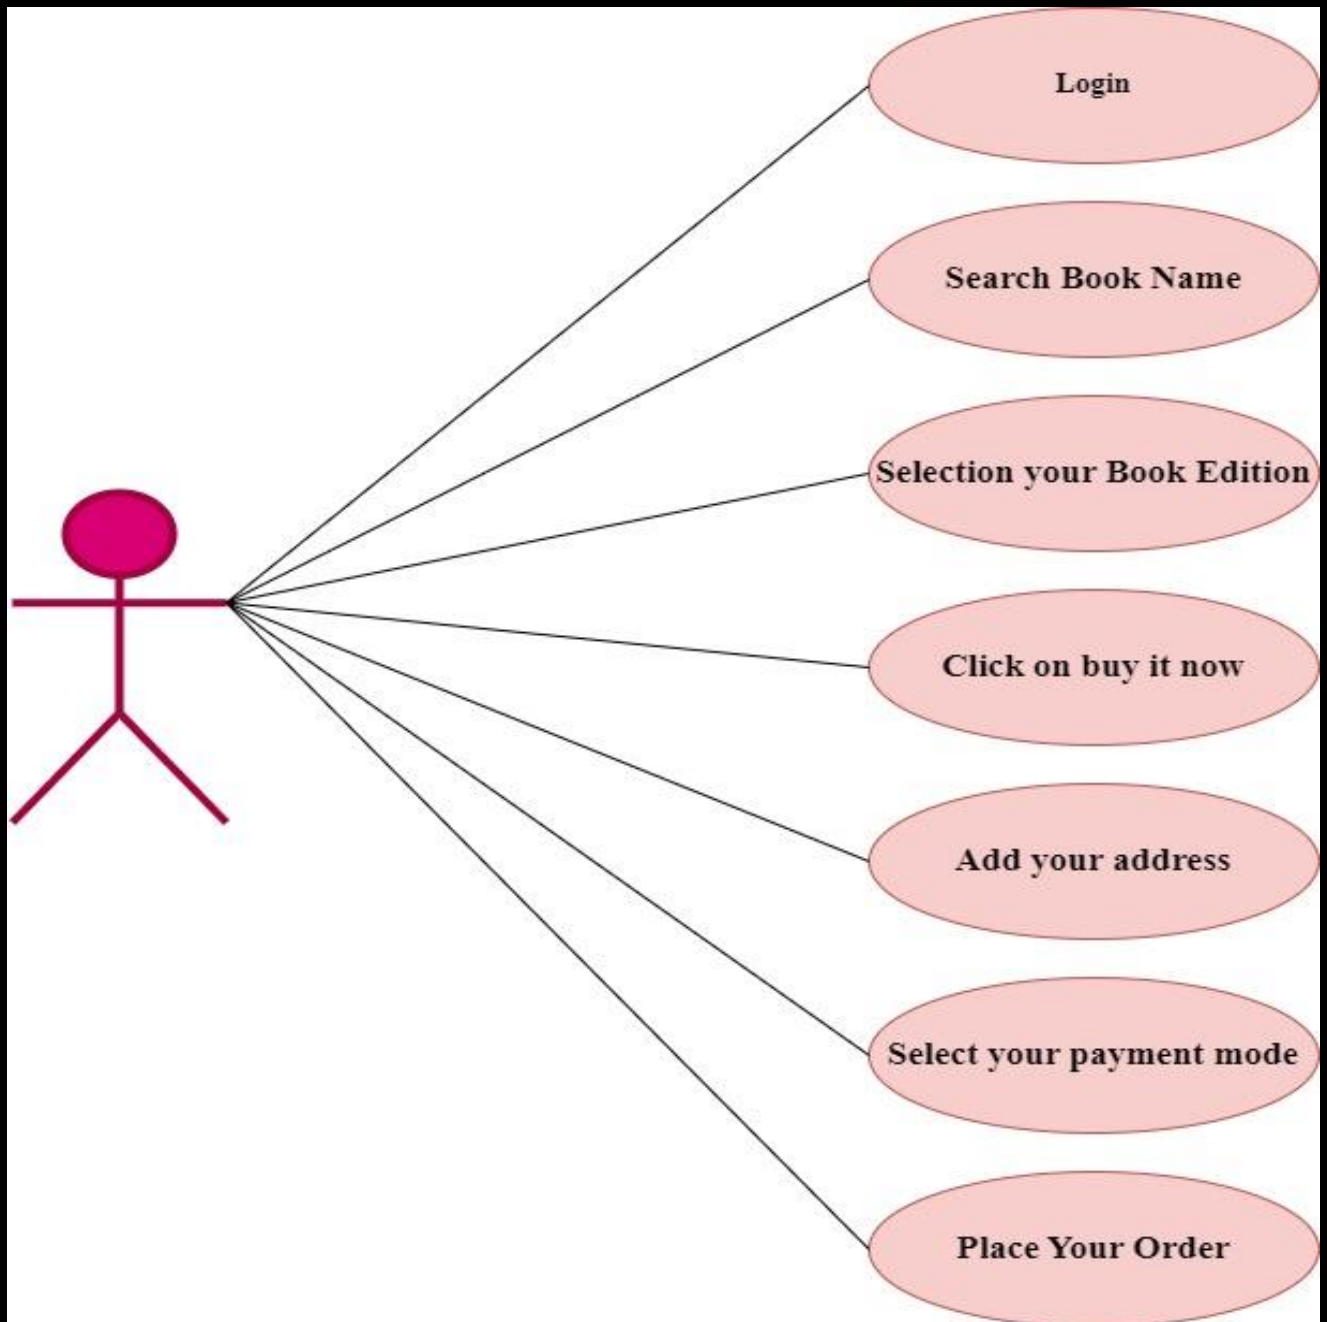 Login
Search Book Name
Selection your Book Edition
Click on buy it now
Add your address
Select your payment mode
Place Your Order